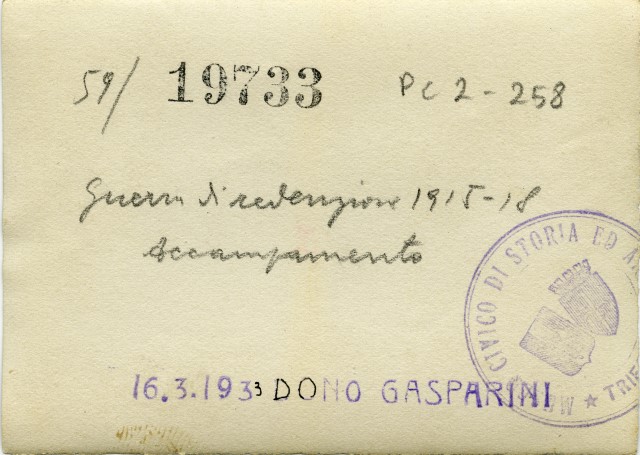 59/ 19733 PC 2-258
Guerra di redenzione 1915-18
Accampamento
CIVICO DI STORIA ED
16.3.1933 DONO GASPARINI